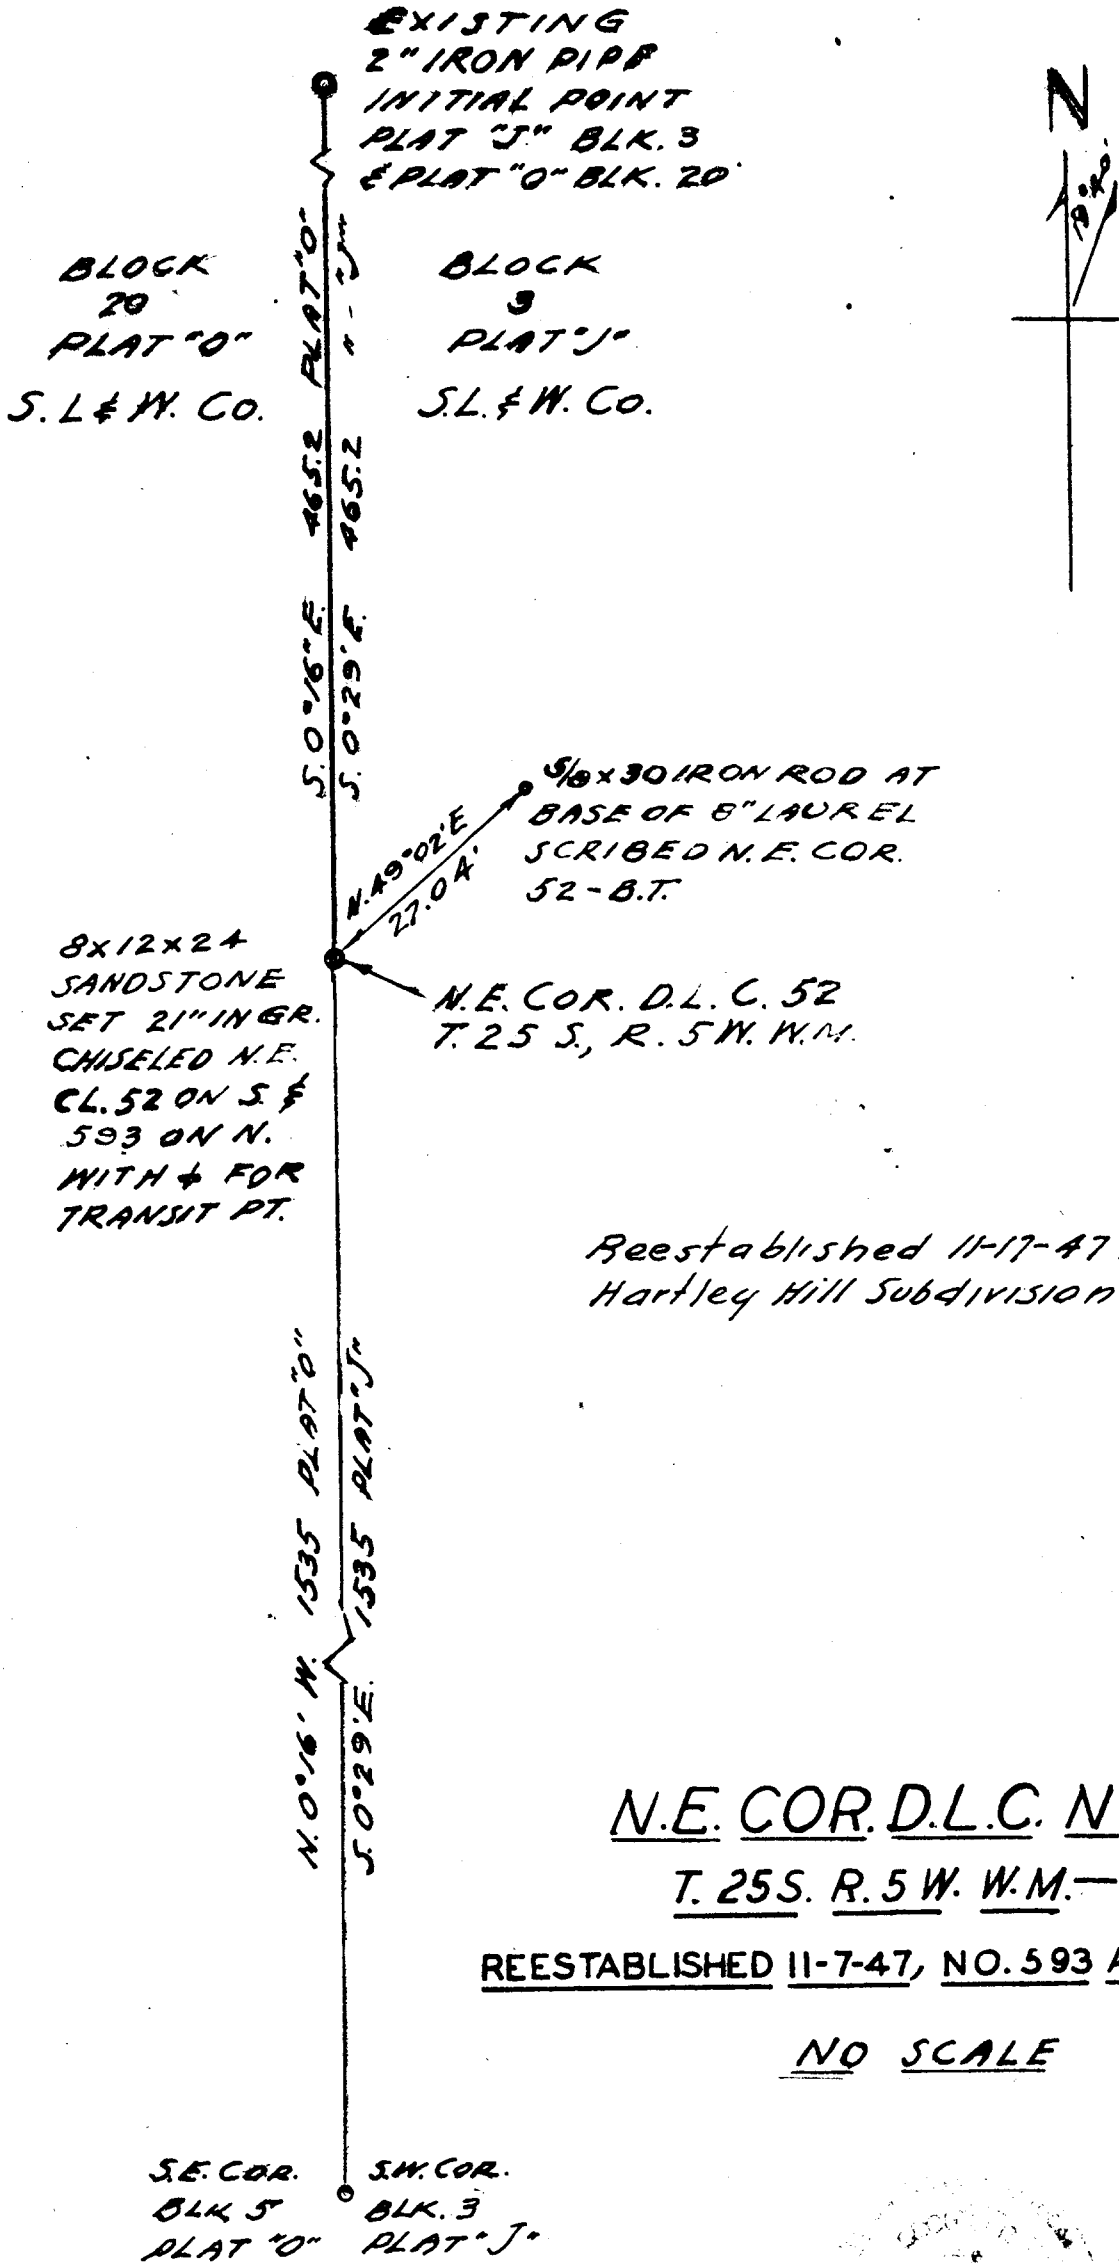 EXISTING
2" IRON PIPE
INITIAL POINT
PLAT "J" BLK. 3
& PLAT "O" BLK. 20
N
BLOCK
20
PLAT "O"
S. L & W. Co.
BLOCK
3
PLAT "J"
S.L. & W. Co.
S. 0°16" E. 465.2 PLAT "O"
S. 0°29' E. 465.2 " - "J"
5/8 x 30 IRON ROD AT
BASE OF 8" LAUREL
SCRIBED N.E. COR.
52 - B.T.
N. 49°02' E
27.04'
8 x 12 x 24
SANDSTONE
SET 21" IN GR.
CHISELED N.E.
CL. 52 ON S. &
593 ON N.
WITH + FOR
TRANSIT PT.
N.E. COR. D.L.C. 52
T. 25 S., R. 5 W. W.M.
Reestablished 11-17-47
Hartley Hill Subdivision
N. 0°16' W. 1535 PLAT "O"
S. 0°29' E. 1535 PLAT "J"
N.E. COR. D.L.C. N
T. 25S. R. 5 W. W.M.—
REESTABLISHED 11-7-47, NO. 593
NO SCALE
S.E. COR.
BLK 5
PLAT "O"
S.W. COR.
BLK. 3
PLAT "J"